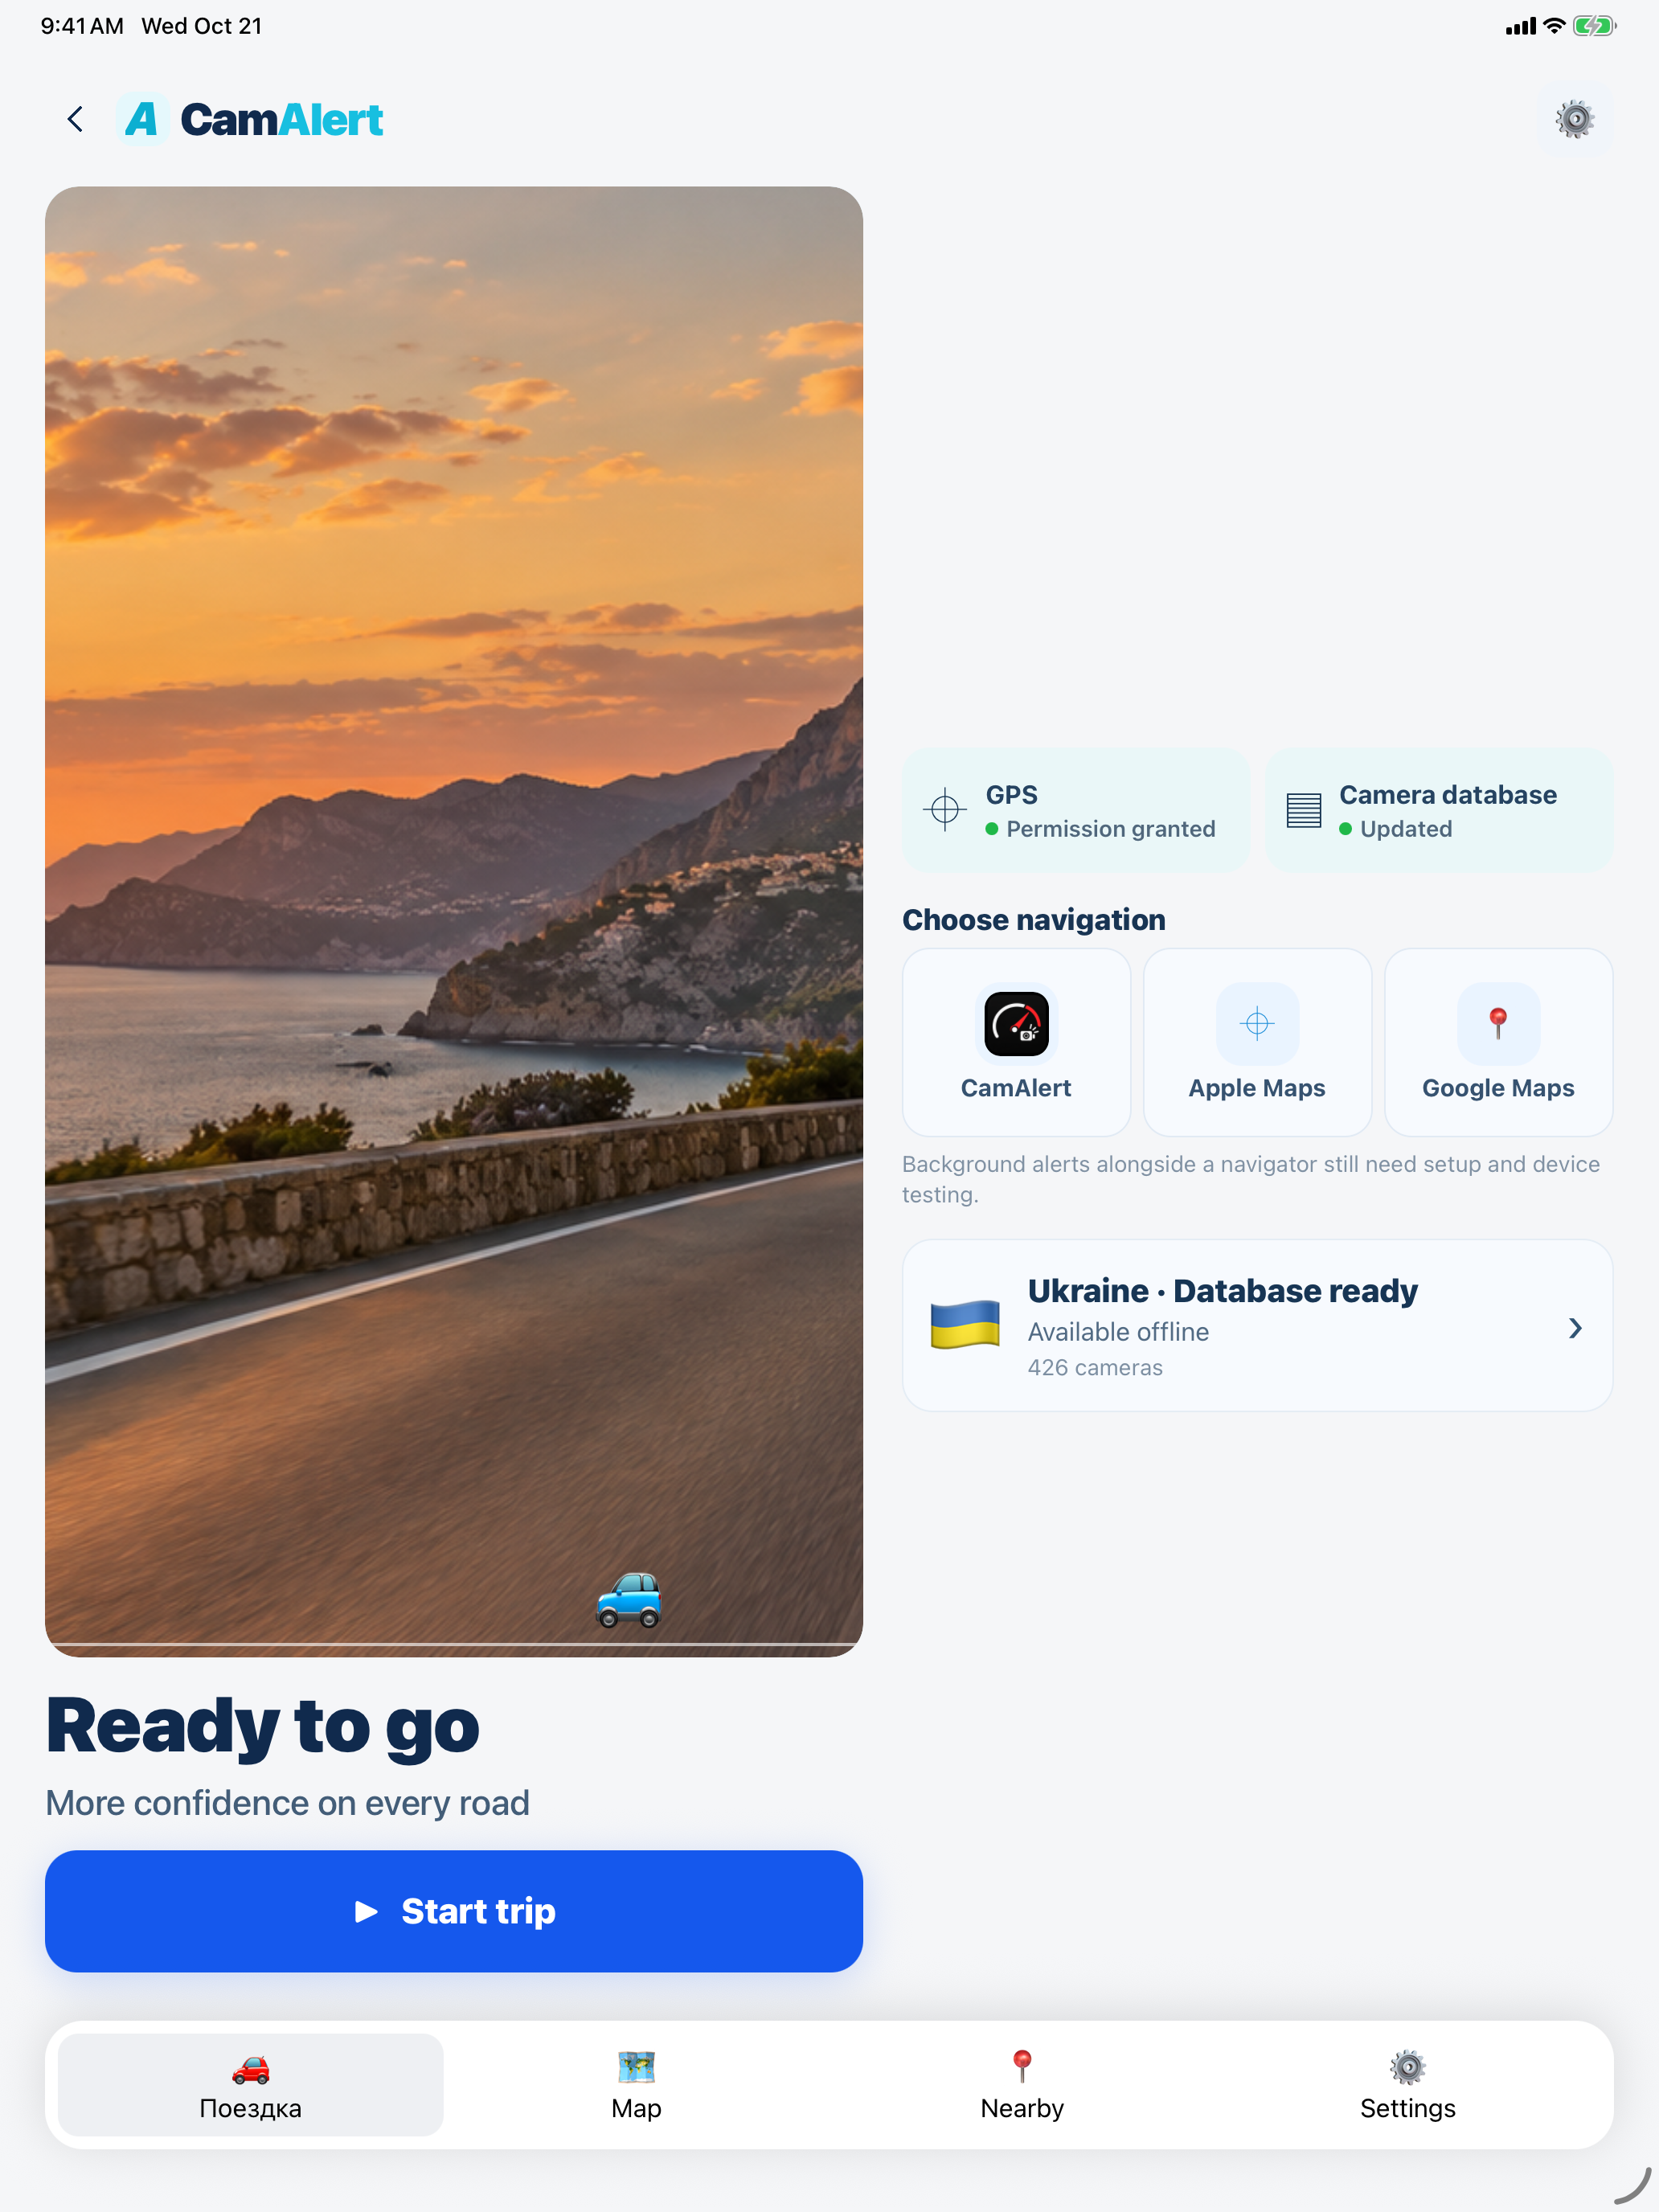 9:41 AM Wed Oct 21
A CamAlert
GPS
Permission granted
Camera database
Updated
Choose navigation
CamAlert
Apple Maps
Google Maps
Background alerts alongside a navigator still need setup and device
testing.
Ukraine · Database ready
Available offline
426 cameras
Ready to go
More confidence on every road
Start trip
Поездка
Map
Nearby
Settings